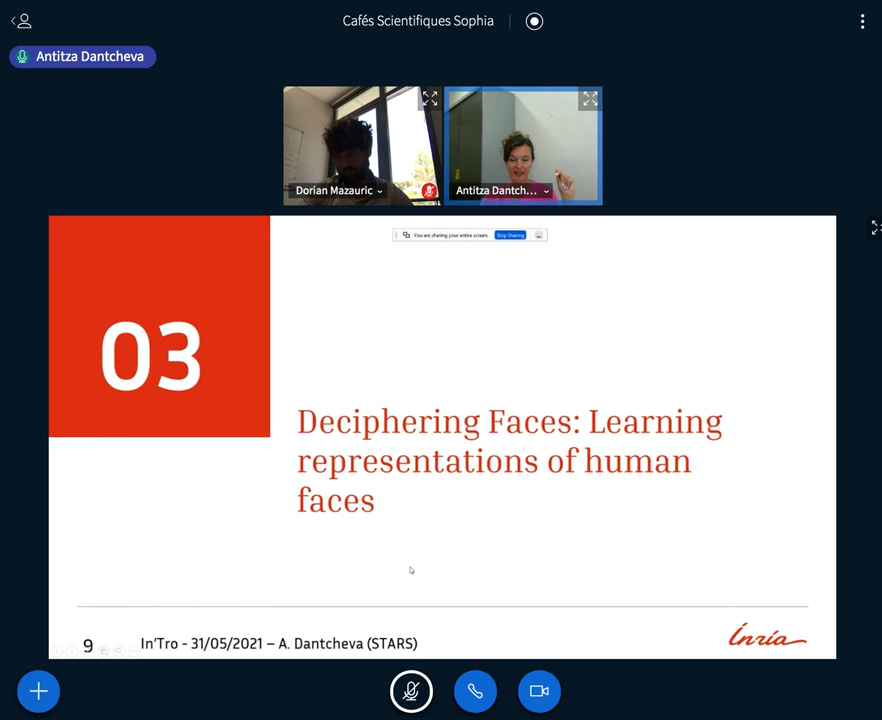 Cafés Scientifiques Sophia
Antitza Dantcheva
Dorian Mazauric
Antitza Dantch...
You are sharing your entire screen.
Stop Sharing
03
Deciphering Faces: Learning
representations of human
faces
9
In'Tro - 31/05/2021 – A. Dantcheva (STARS)
Inria